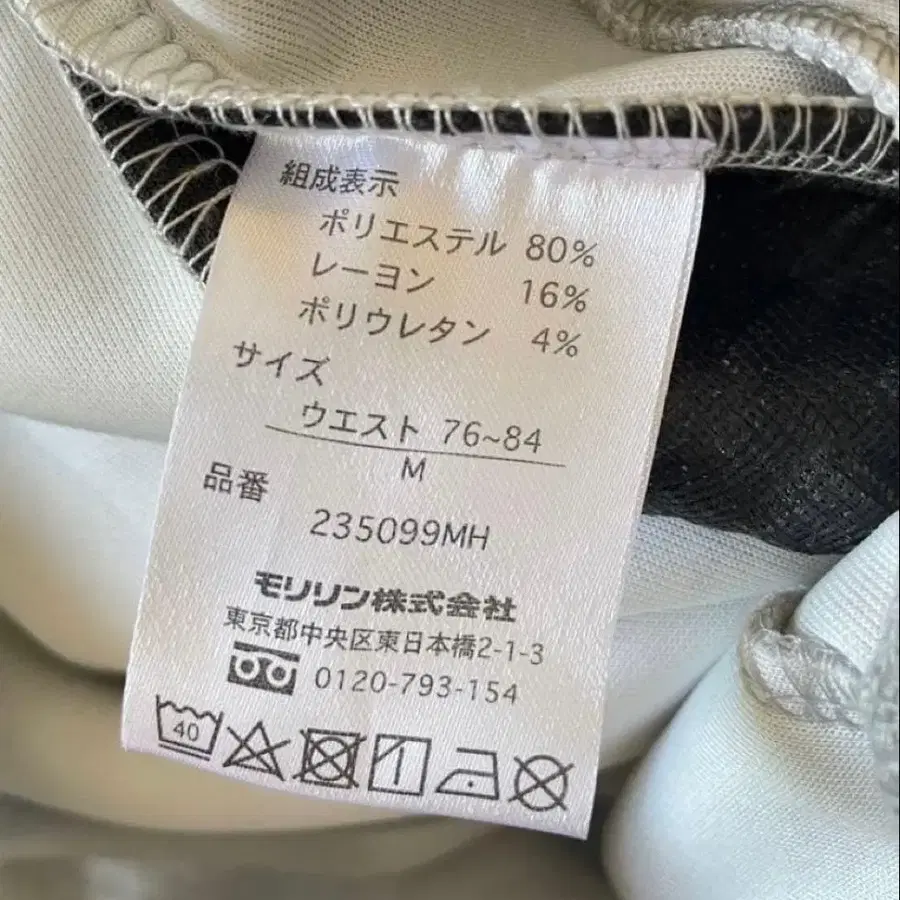 組成表示
ポリエステル 80%
レーヨン 16%
ポリウレタン 4%
サイズ
ウエスト 76~84
M
品番
235099MH
モリリン株式会社
東京都中央区東日本橋2-1-3
0120-793-154
40